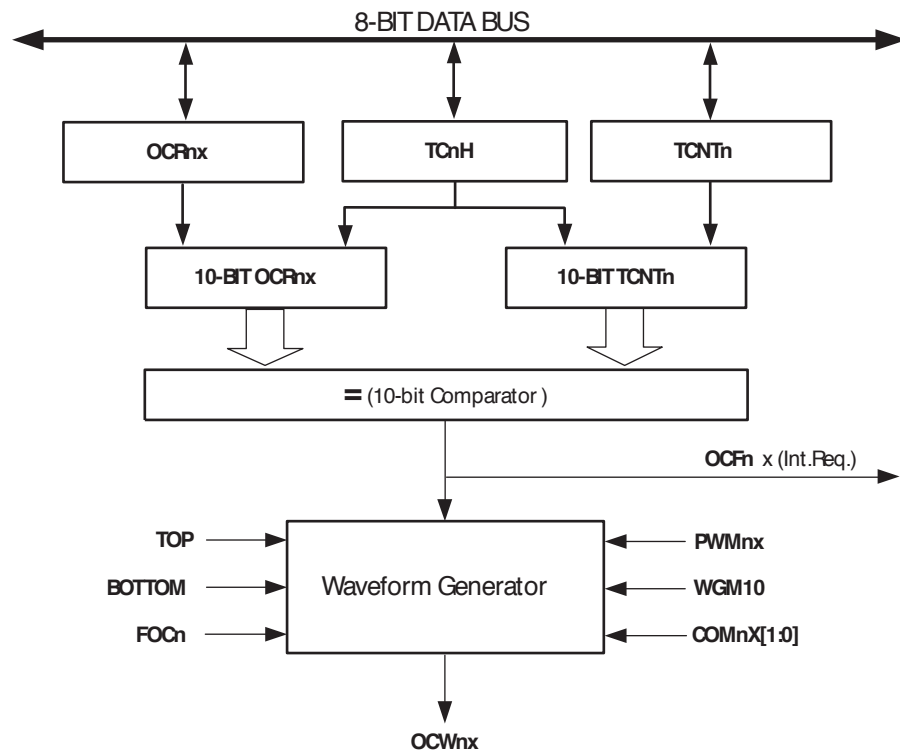 8-BIT DATA BUS
OCRnx
TCnH
TCNTn
10-BIT OCRnx
10-BIT TCNTn
= (10-bit Comparator )
OCFn x (Int.Req.)
TOP
PWMnx
BOTTOM
Waveform Generator
WGM10
FOCn
COMnX[1:0]
OCWnx